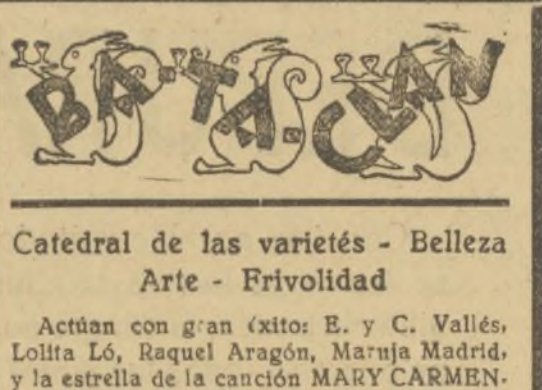 BA-TA-CLAN
Catedral de las varietés - Belleza
Arte - Frivolidad
Actúan con gran éxito: E. y C. Vallés,
Lolita Ló, Raquel Aragón, Maruja Madrid,
y la estrella de la canción MARY CARMEN.